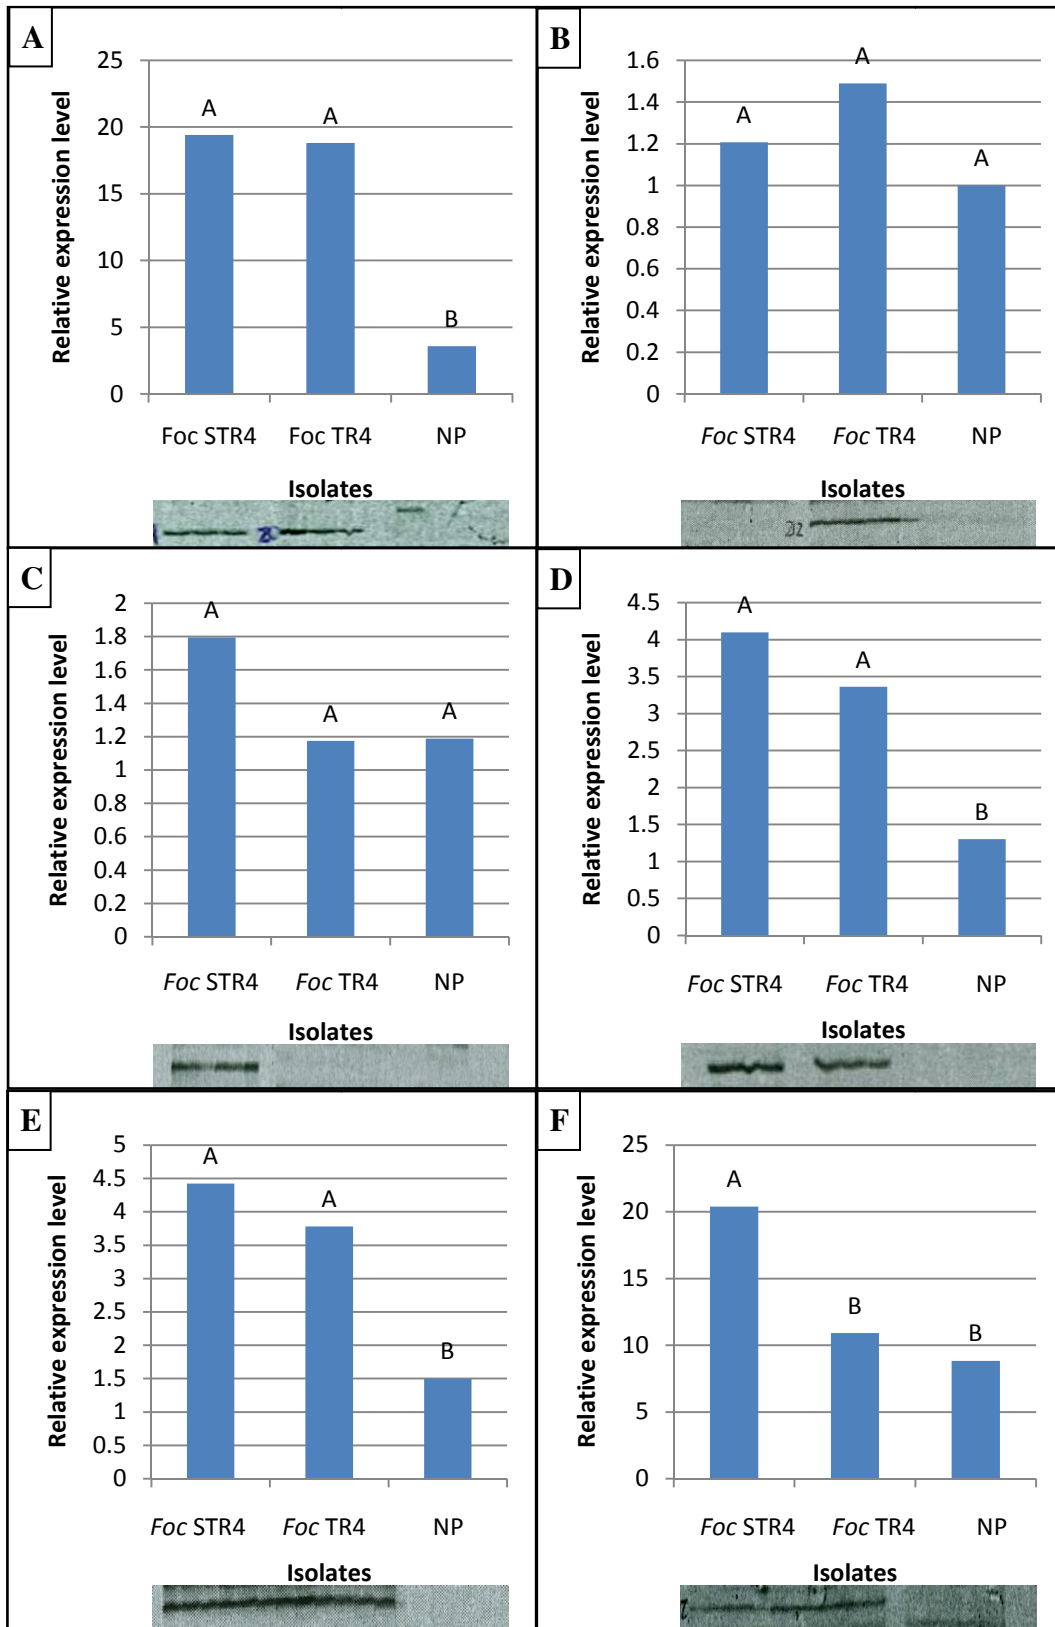 A
Relative expression level
25
20
15
10
5
0
A
A
B
Foc STR4 Foc TR4 NP
Isolates
B
Relative expression level
1.6
1.4
1.2
1
0.8
0.6
0.4
0.2
0
A
A
A
Foc STR4 Foc TR4 NP
Isolates
C
Relative expression level
2
1.8
1.6
1.4
1.2
1
0.8
0.6
0.4
0.2
0
A
A
A
Foc STR4 Foc TR4 NP
Isolates
D
Relative expression level
4.5
4
3.5
3
2.5
2
1.5
1
0.5
0
A
A
B
Foc STR4 Foc TR4 NP
Isolates
E
Relative expression level
5
4.5
4
3.5
3
2.5
2
1.5
1
0.5
0
A
A
B
Foc STR4 Foc TR4 NP
Isolates
F
Relative expression level
25
20
15
10
5
0
A
B
B
Foc STR4 Foc TR4 NP
Isolates